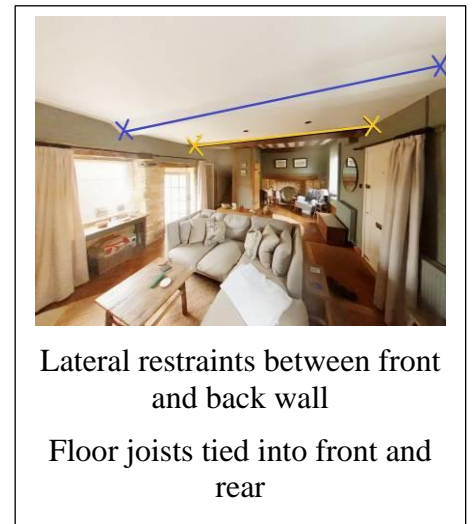 Lateral restraints between front
and back wall
Floor joists tied into front and
rear